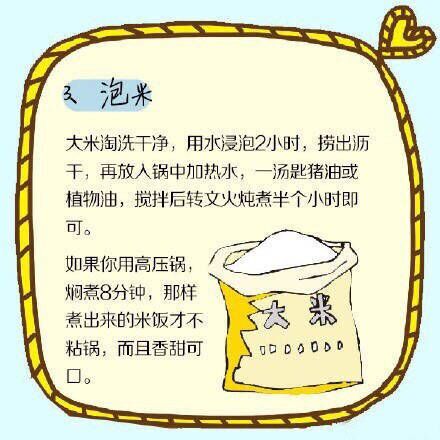 3 泡米
大米淘洗干净，用水浸泡2小时，捞出沥
干，再放入锅中加热水，一汤匙猪油或
植物油，搅拌后转文火炖煮半个小时即
可。
如果你用高压锅，
焖煮8分钟，那样
煮出来的米饭才不
粘锅，而且香甜可
口。
大米